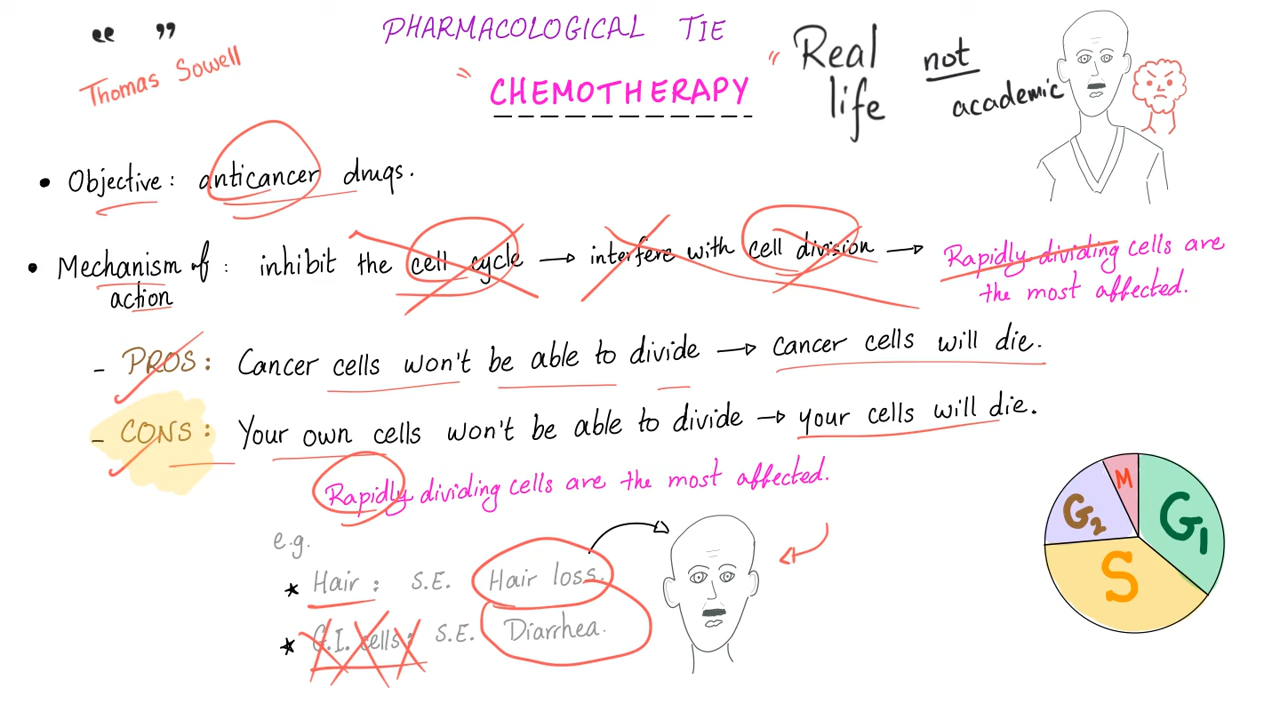 “ ”
Thomas Sowell
PHARMACOLOGICAL TIE
"CHEMOTHERAPY"
Real life not academic
• Objective: anticancer drugs.
• Mechanism of action: inhibit the cell cycle → interfere with cell division → Rapidly dividing cells are the most affected.
- PROS: Cancer cells won't be able to divide → cancer cells will die.
- CONS: Your own cells won't be able to divide → your cells will die.
Rapidly dividing cells are the most affected.
e.g.
* Hair: S.E. Hair loss.
* G.I. cells: S.E. Diarrhea.
M
G2
G1
S